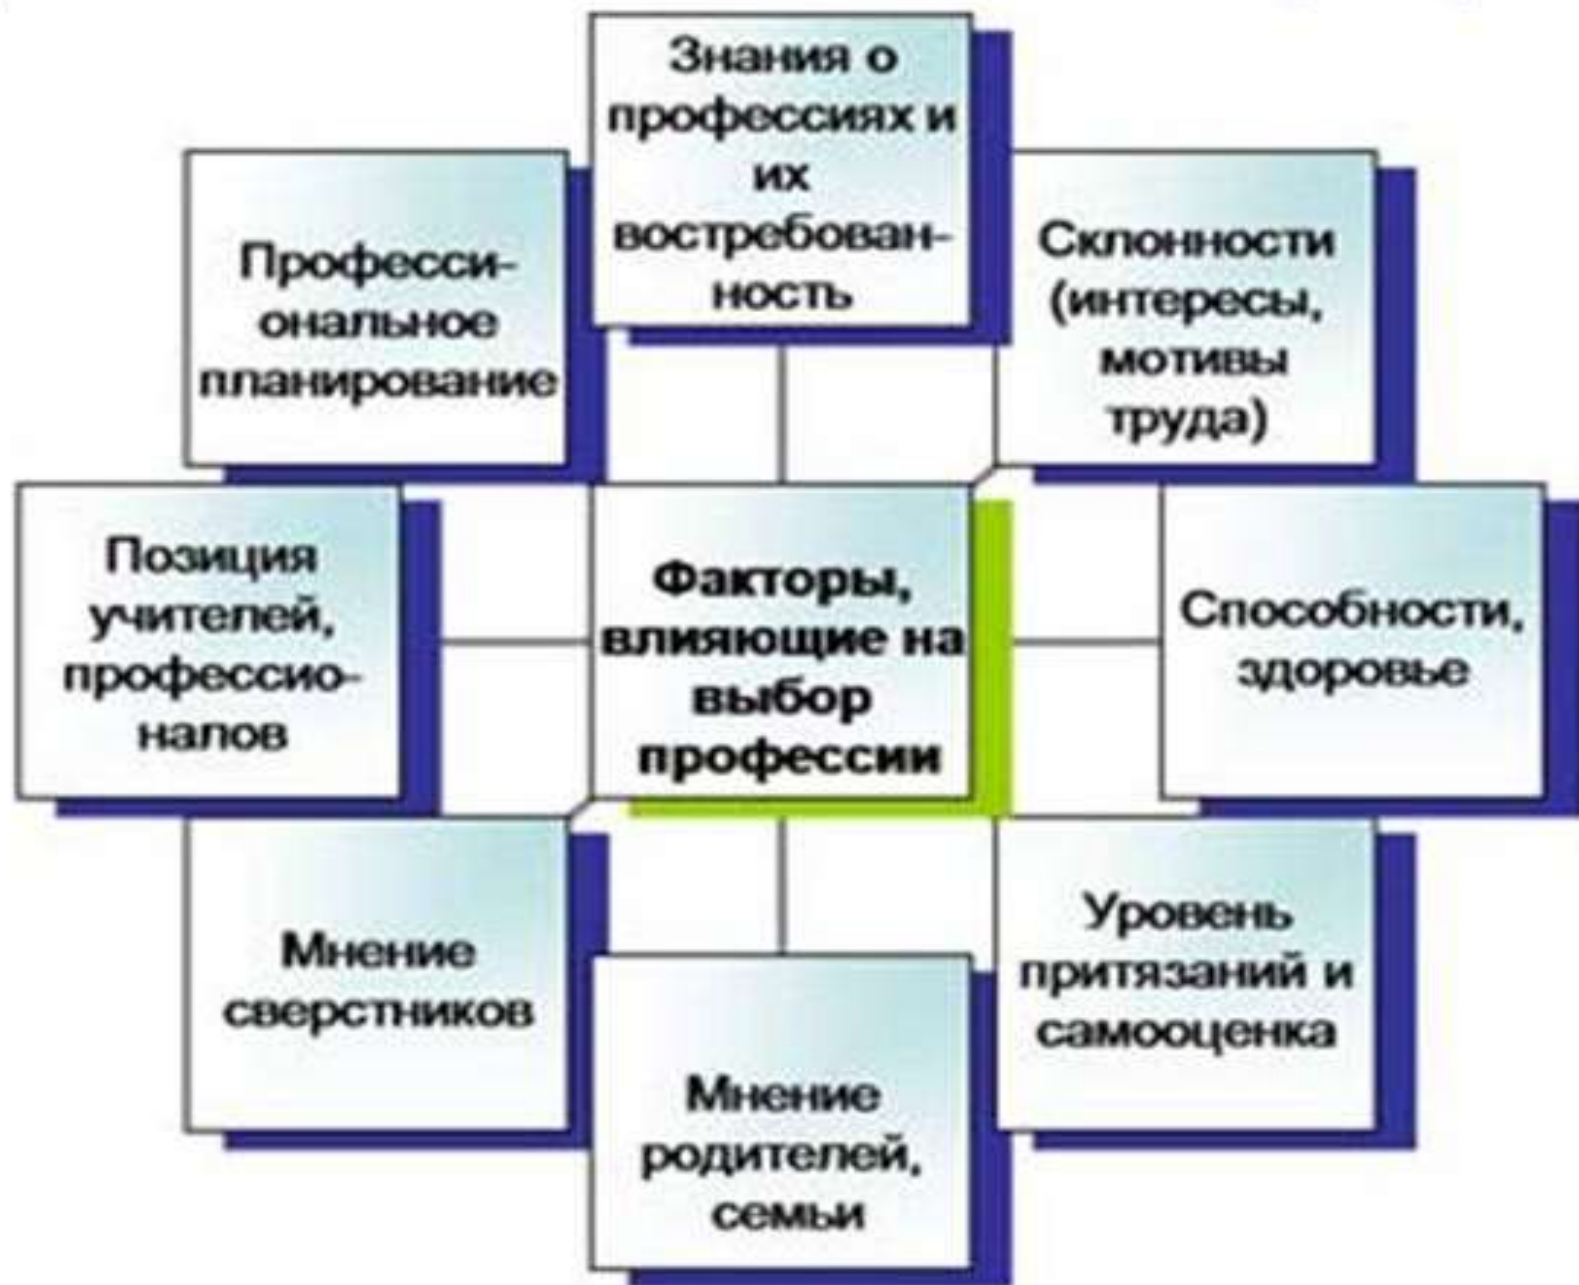 Знания о
профессиях и
их
востребован-
ность
Професси-
ональное
планирование
Склонности
(интересы,
мотивы
труда)
Позиция
учителей,
профессио-
налов
Факторы,
влияющие на
выбор
профессии
Способности,
здоровье
Мнение
сверстников
Мнение
родителей,
семьи
Уровень
притязаний и
самооценка